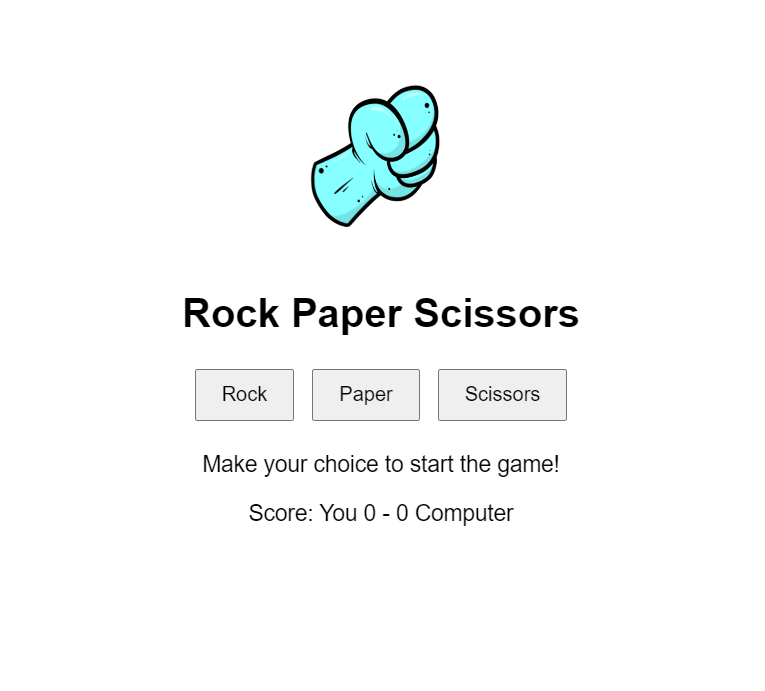 Rock Paper Scissors
Rock Paper Scissors
Make your choice to start the game!
Score: You 0 - 0 Computer